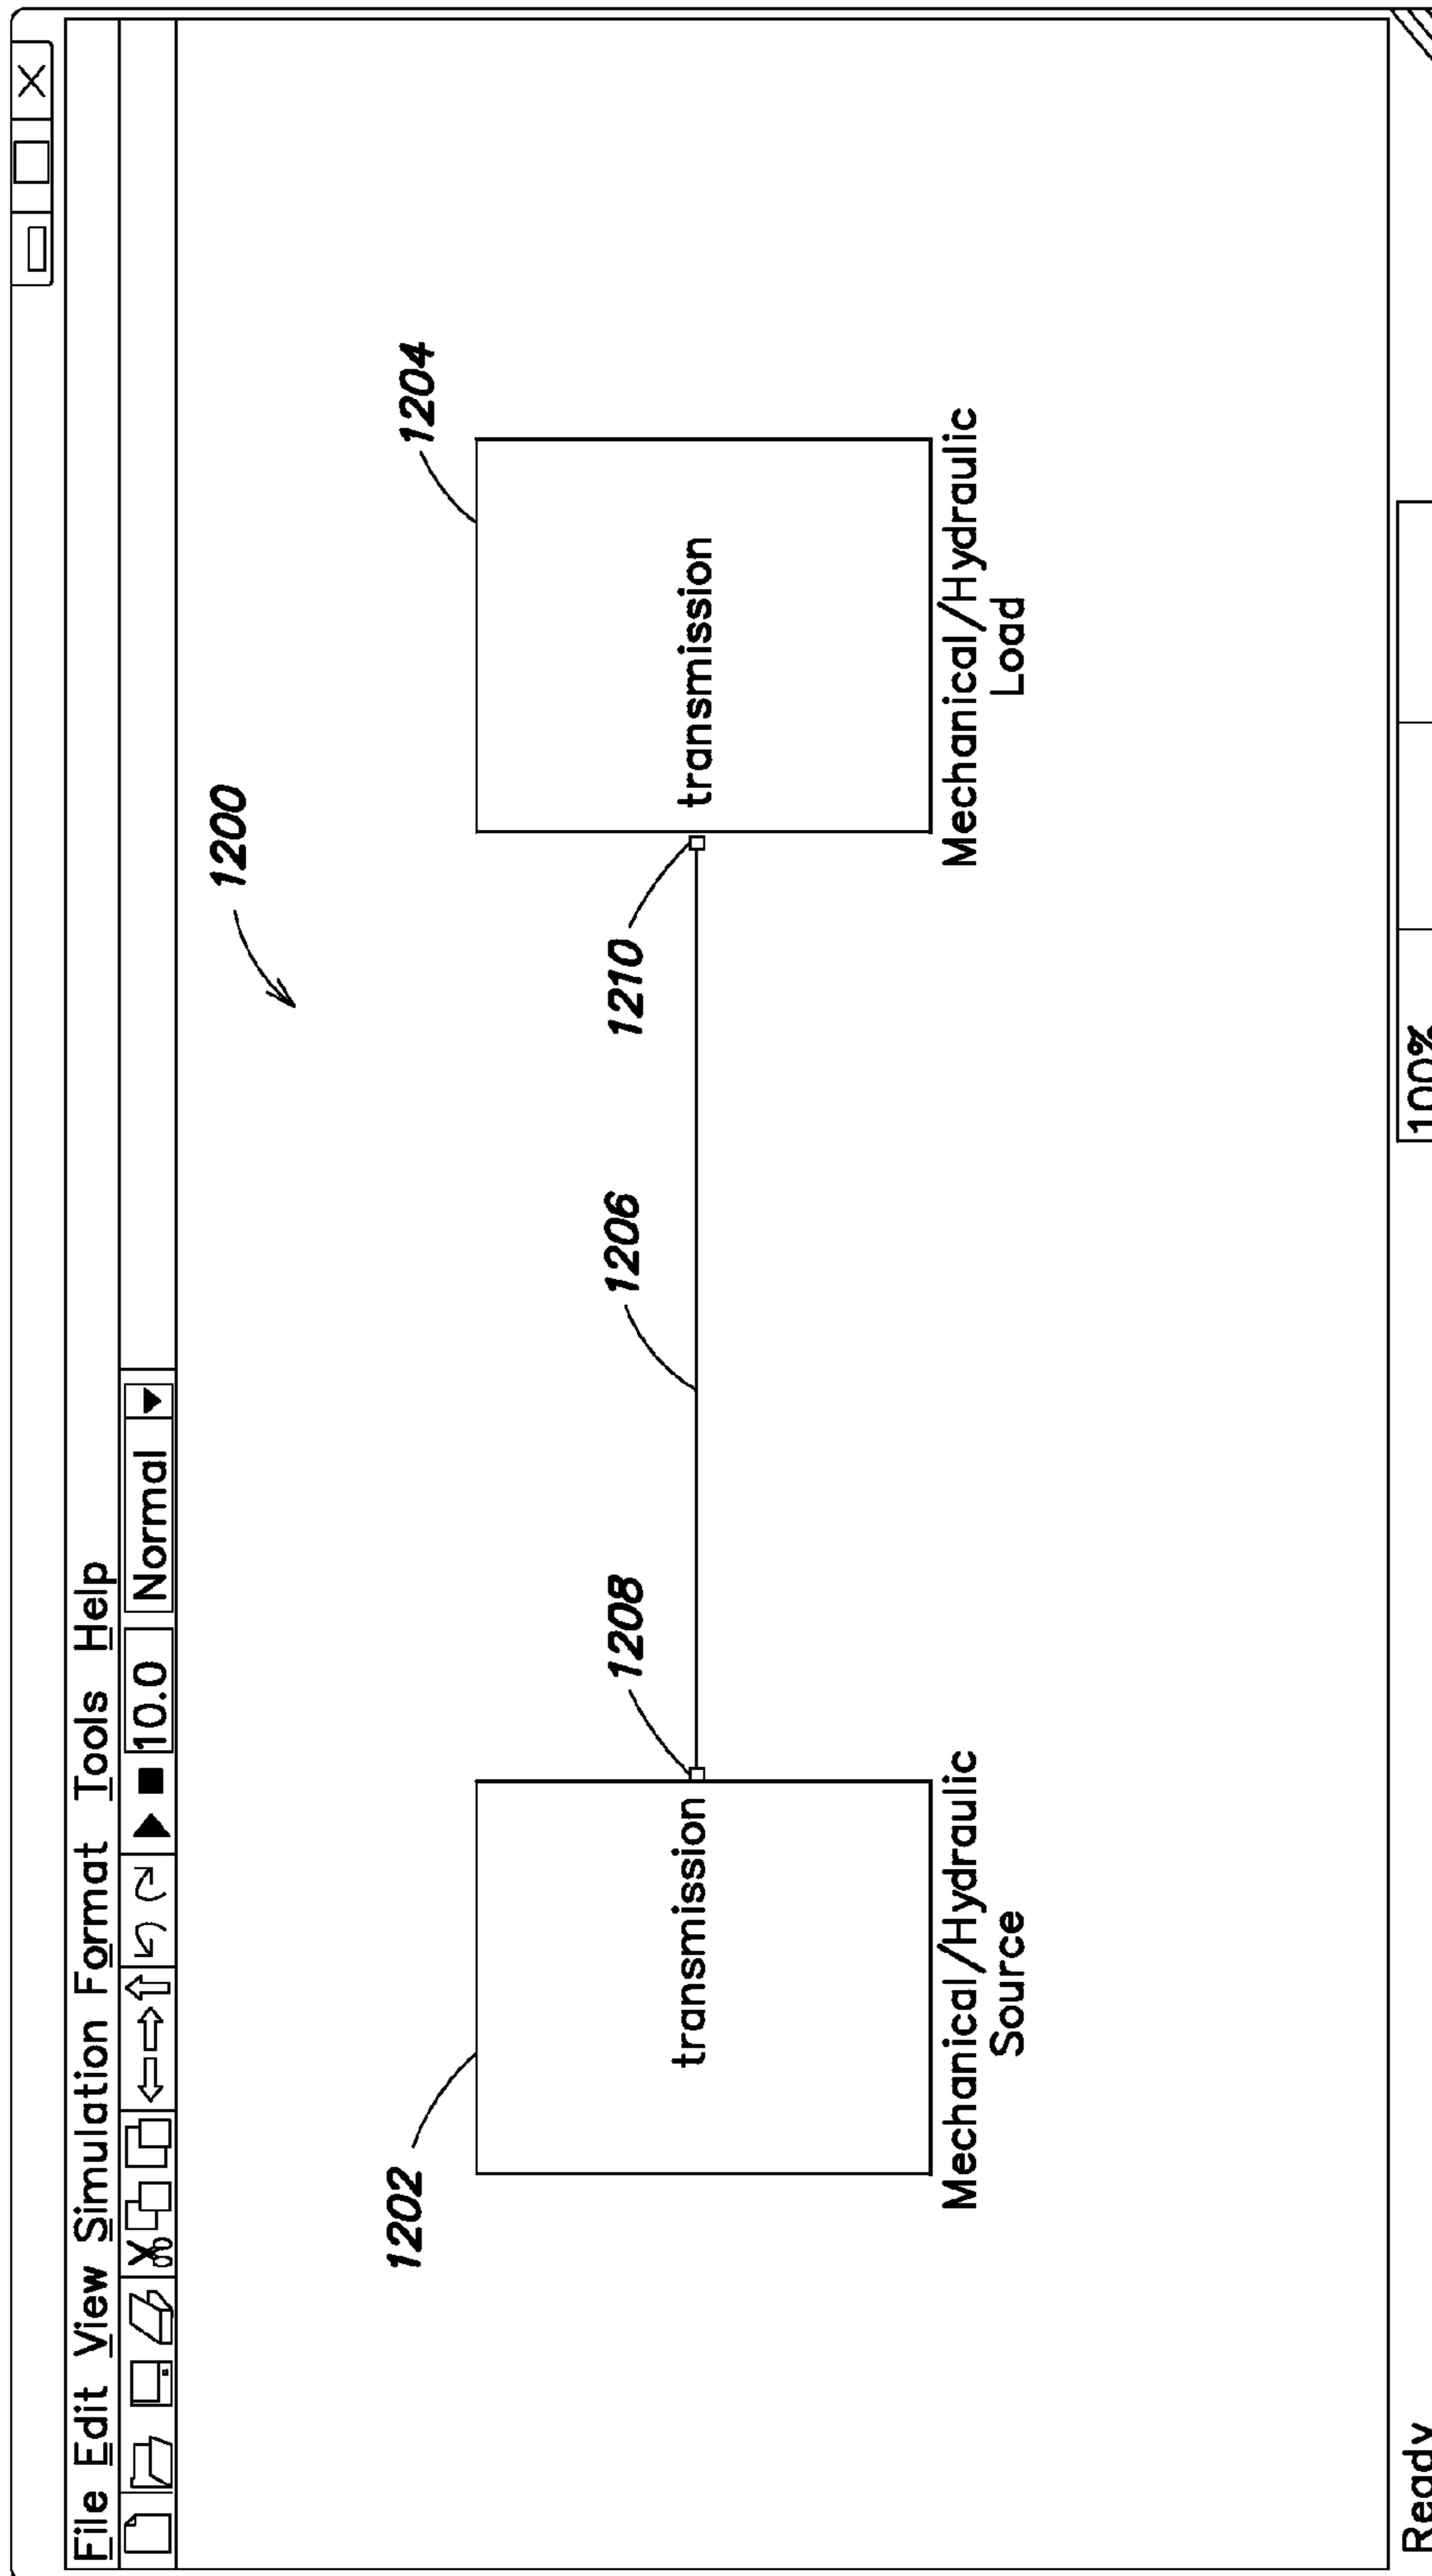 File Edit View Simulation Format Tools Help
10.0 Normal
1200
1202
1204
1208
1206
1210
transmission
transmission
Mechanical/Hydraulic
Source
Mechanical/Hydraulic
Load
Ready
100%